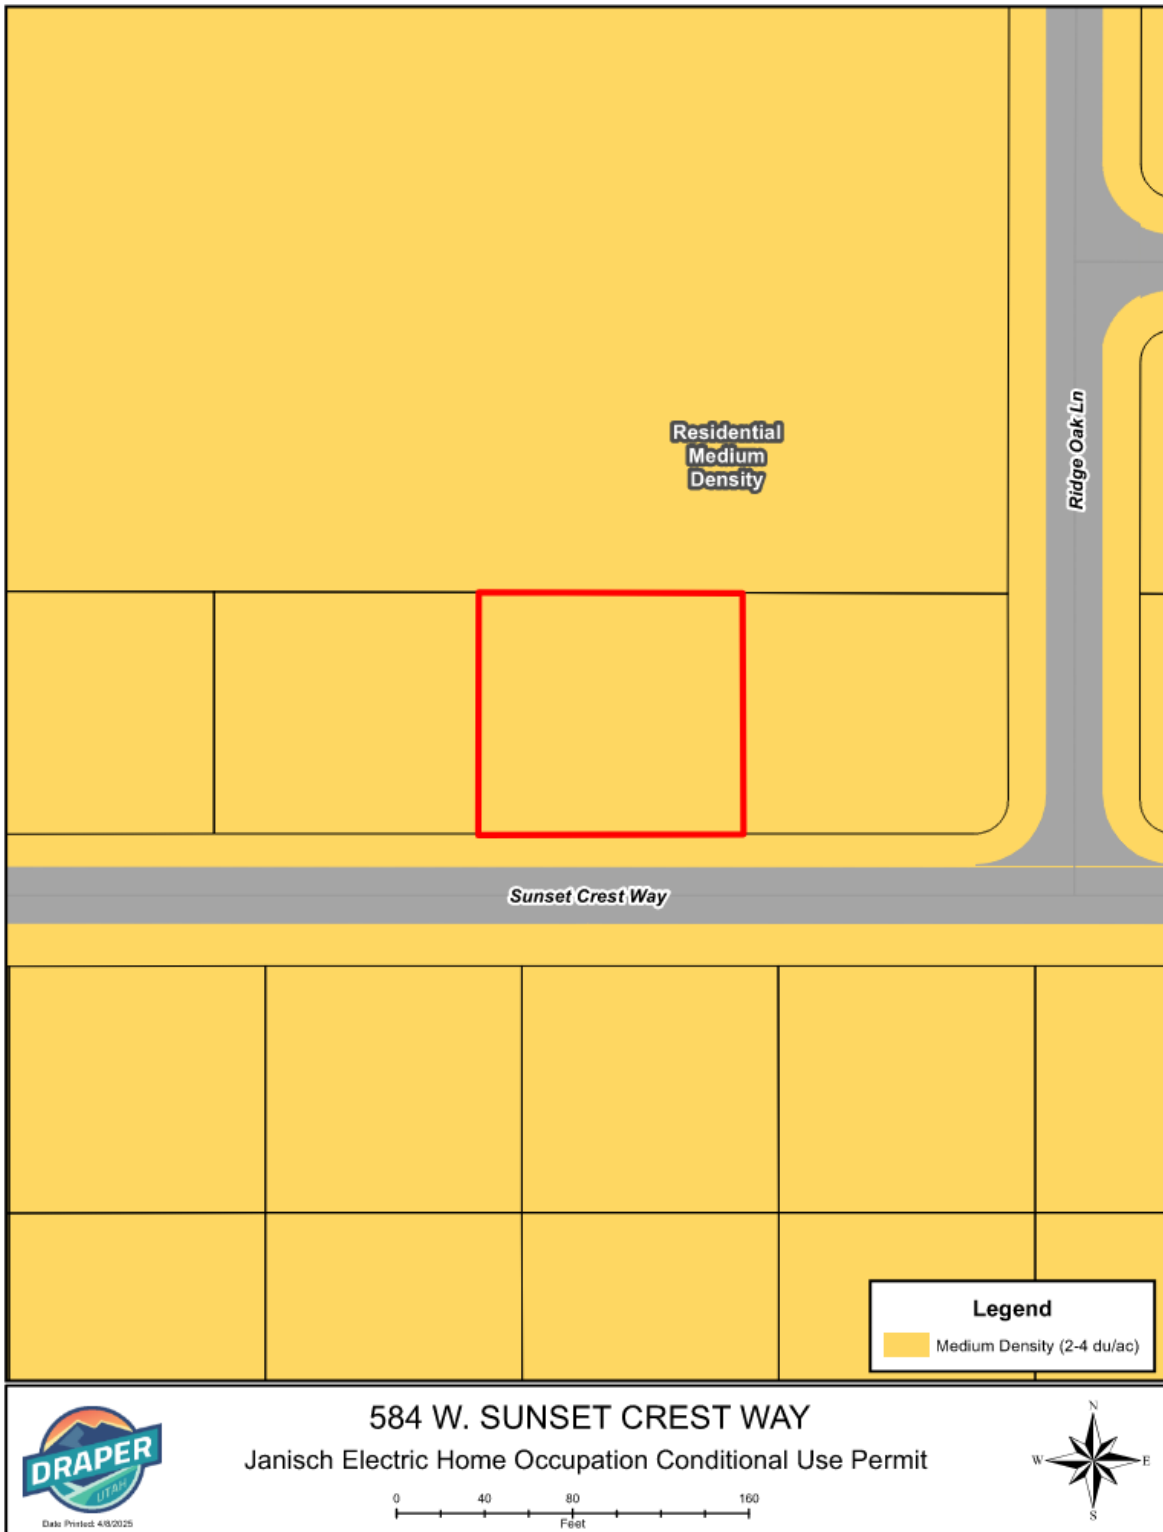 Residential
Medium
Density
Ridge Oak Ln
Sunset Crest Way
Legend
Medium Density (2-4 du/ac)
DRAPER
UTAH
Date Printed: 4/8/2025
584 W. SUNSET CREST WAY
Janisch Electric Home Occupation Conditional Use Permit
0 40 80 160
Feet
N
W E
S